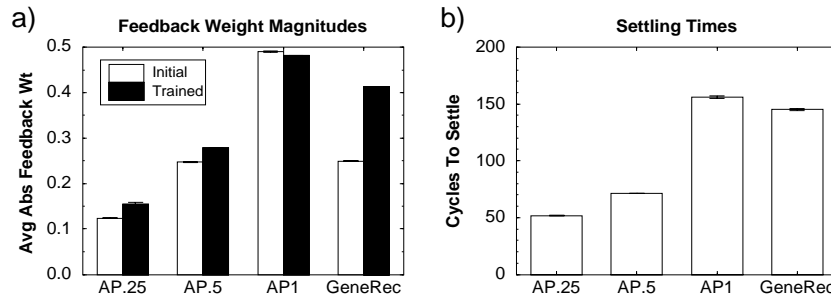 a)
Feedback Weight Magnitudes
Avg Abs Feedback Wt
0.5
0.4
0.3
0.2
0.1
0.0
Initial
Trained
AP.25 AP.5 AP1 GeneRec
b)
Settling Times
Cycles To Settle
200
150
100
50
0
AP.25 AP.5 AP1 GeneRec